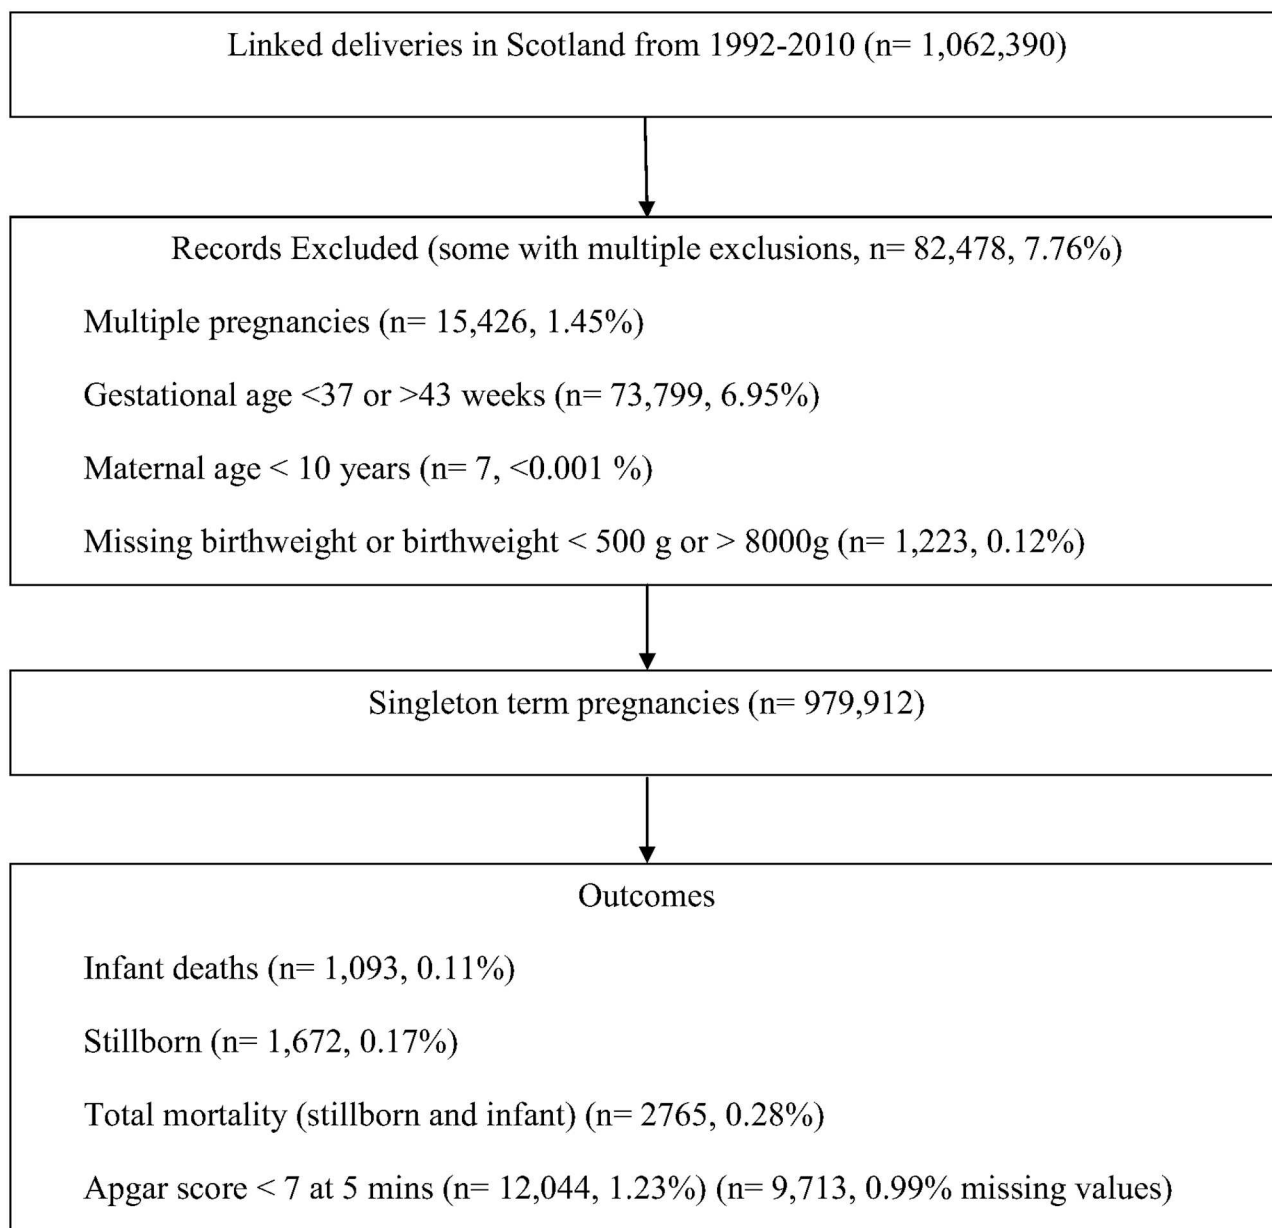 Linked deliveries in Scotland from 1992-2010 (n= 1,062,390)
Records Excluded (some with multiple exclusions, n= 82,478, 7.76%)
Multiple pregnancies (n= 15,426, 1.45%)
Gestational age <37 or >43 weeks (n= 73,799, 6.95%)
Maternal age < 10 years (n= 7, <0.001 %)
Missing birthweight or birthweight < 500 g or > 8000g (n= 1,223, 0.12%)
Singleton term pregnancies (n= 979,912)
Outcomes
Infant deaths (n= 1,093, 0.11%)
Stillborn (n= 1,672, 0.17%)
Total mortality (stillborn and infant) (n= 2765, 0.28%)
Apgar score < 7 at 5 mins (n= 12,044, 1.23%) (n= 9,713, 0.99% missing values)